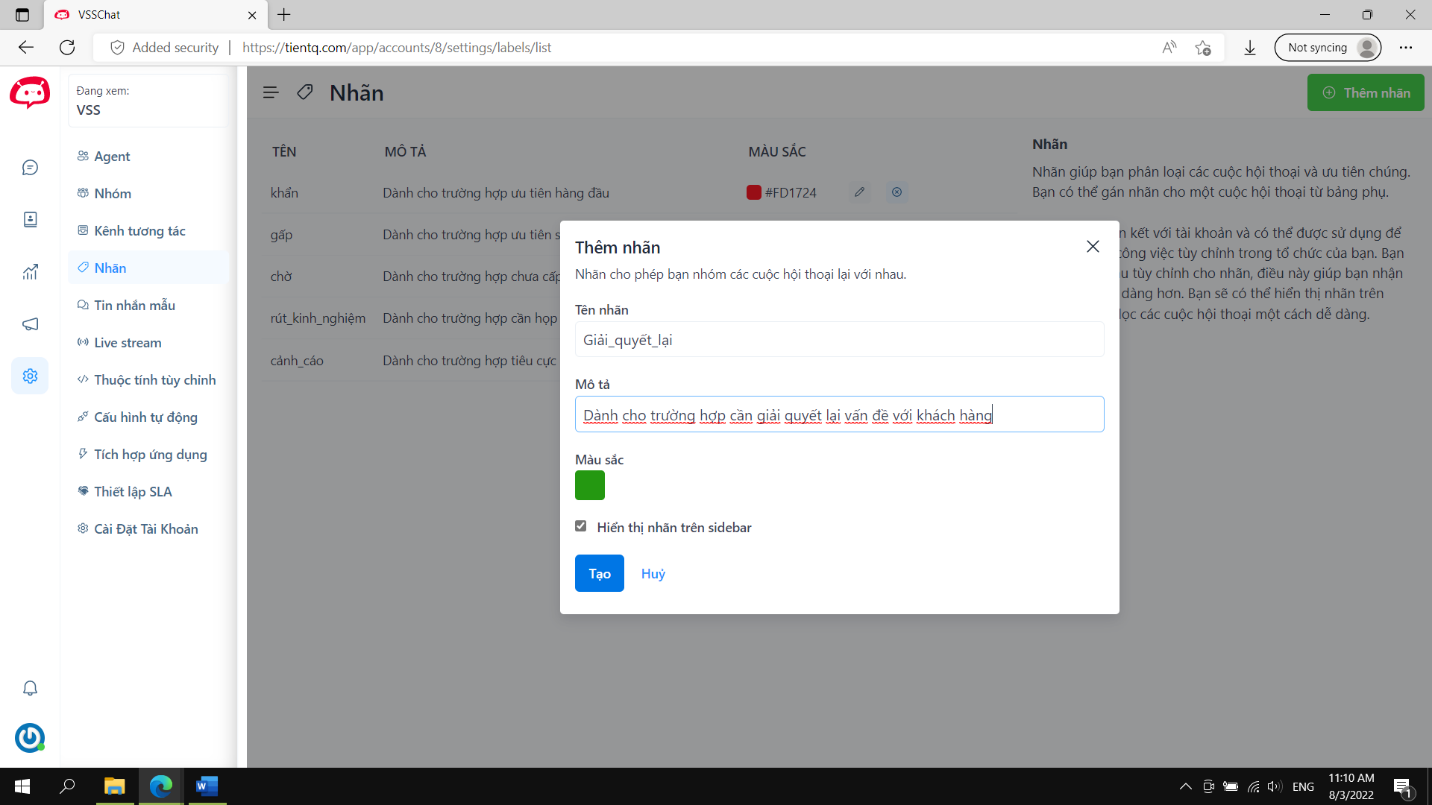 VSSChat
Added security
https://tientq.com/app/accounts/8/settings/labels/list
Not syncing
Đang xem:
VSS
Agent
Nhóm
Kênh tương tác
Nhãn
Tin nhắn mẫu
Live stream
Thuộc tính tùy chỉnh
Cấu hình tự động
Tích hợp ứng dụng
Thiết lập SLA
Cài Đặt Tài Khoản
Nhãn
Thêm nhãn
TÊN MÔ TẢ MÀU SẮC
khẩn Dành cho trường hợp ưu tiên hàng đầu #FD1724
gấp Dành cho trường hợp ưu tiên
chờ Dành cho trường hợp chưa cấp
rút_kinh_nghiệm Dành cho trường hợp cần họp
cảnh_cáo Dành cho trường hợp tiêu cực
Nhãn
Nhãn giúp bạn phân loại các cuộc hội thoại và ưu tiên chúng.
Bạn có thể gán nhãn cho một cuộc hội thoại từ bảng phụ.
kết với tài khoản và có thể được sử dụng để
công việc tùy chỉnh trong tổ chức của bạn. Bạn
tùy chỉnh cho nhãn, điều này giúp bạn nhận
dàng hơn. Bạn sẽ có thể hiển thị nhãn trên
lọc các cuộc hội thoại một cách dễ dàng.
Thêm nhãn
Nhãn cho phép bạn nhóm các cuộc hội thoại lại với nhau.
Tên nhãn
Giải_quyết_lại
Mô tả
Dành cho trường hợp cần giải quyết lại vấn đề với khách hàng
Màu sắc
Hiển thị nhãn trên sidebar
Tạo
Huỷ
ENG
11:10 AM
8/3/2022
1